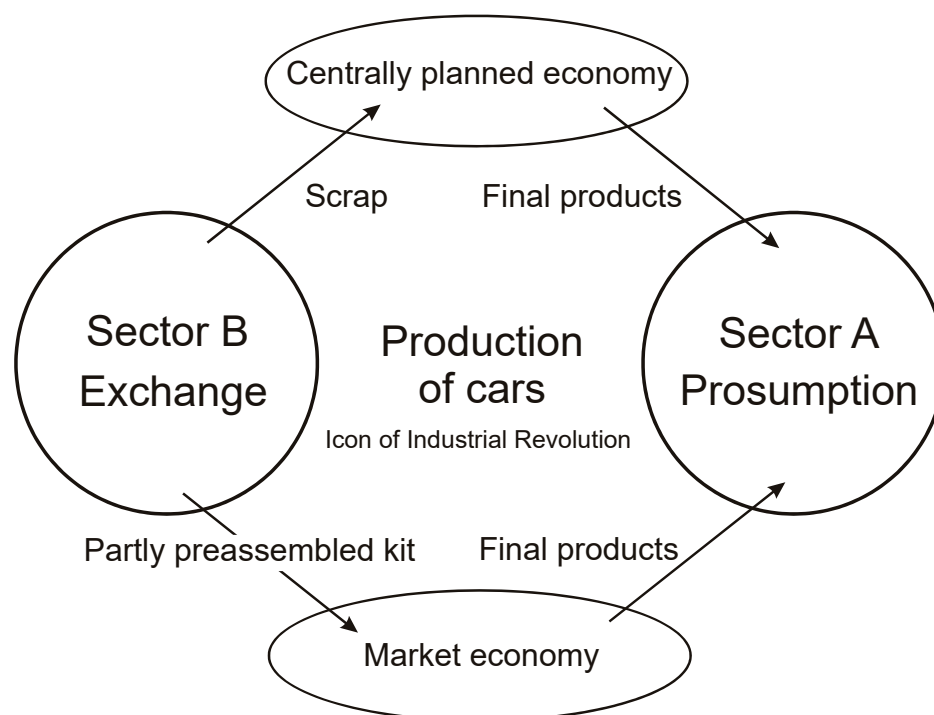 Centrally planned economy
Scrap
Final products
Sector B
Exchange
Production
of cars
Icon of Industrial Revolution
Sector A
Prosumption
Partly preassembled kit
Final products
Market economy